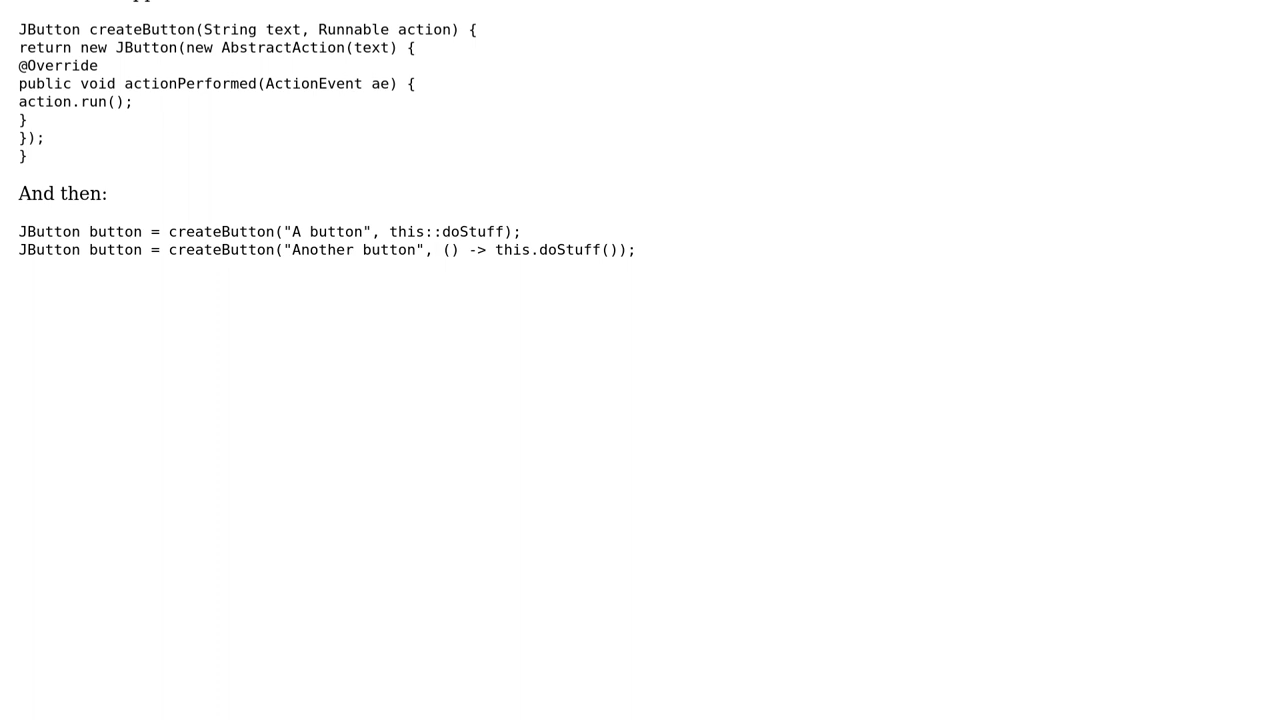 JButton createButton(String text, Runnable action) {
return new JButton(new AbstractAction(text) {
@Override
public void actionPerformed(ActionEvent ae) {
action.run();
}
});
}
And then:
JButton button = createButton("A button", this::doStuff);
JButton button = createButton("Another button", () -> this.doStuff());